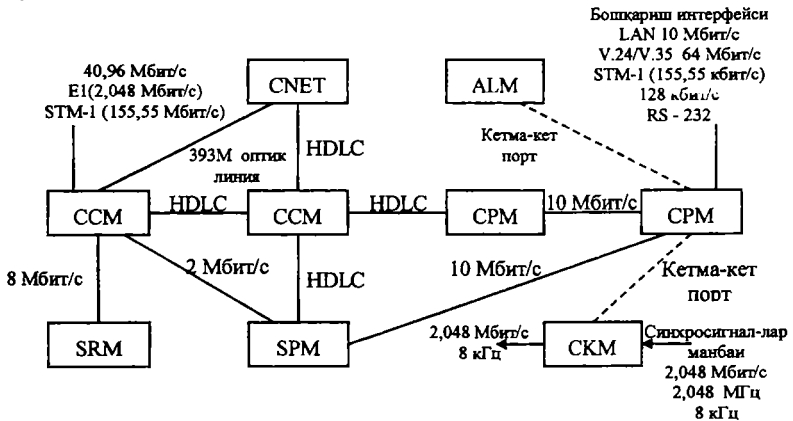 Бошқариш интерфейси
LAN 10 Мбит/с
V.24/V.35 64 Мбит/с
STM-1 (155,55 кбит/с)
128 кбит/с
RS - 232
40,96 Мбит/с
E1(2,048 Мбит/с)
STM-1 (155,55 Мбит/с)
CNET
ALM
393М оптик
линия
HDLC
Кетма-кет
порт
CCM
HDLC
CCM
HDLC
CPM
10 Мбит/с
CPM
8 Мбит/с
2 Мбит/с
HDLC
10 Мбит/с
Кетма-кет
порт
SRM
SPM
2,048 Мбит/с
8 кГц
CKM
Синхросигнал-лар
манбаи
2,048 Мбит/с
2,048 МГц
8 кГц